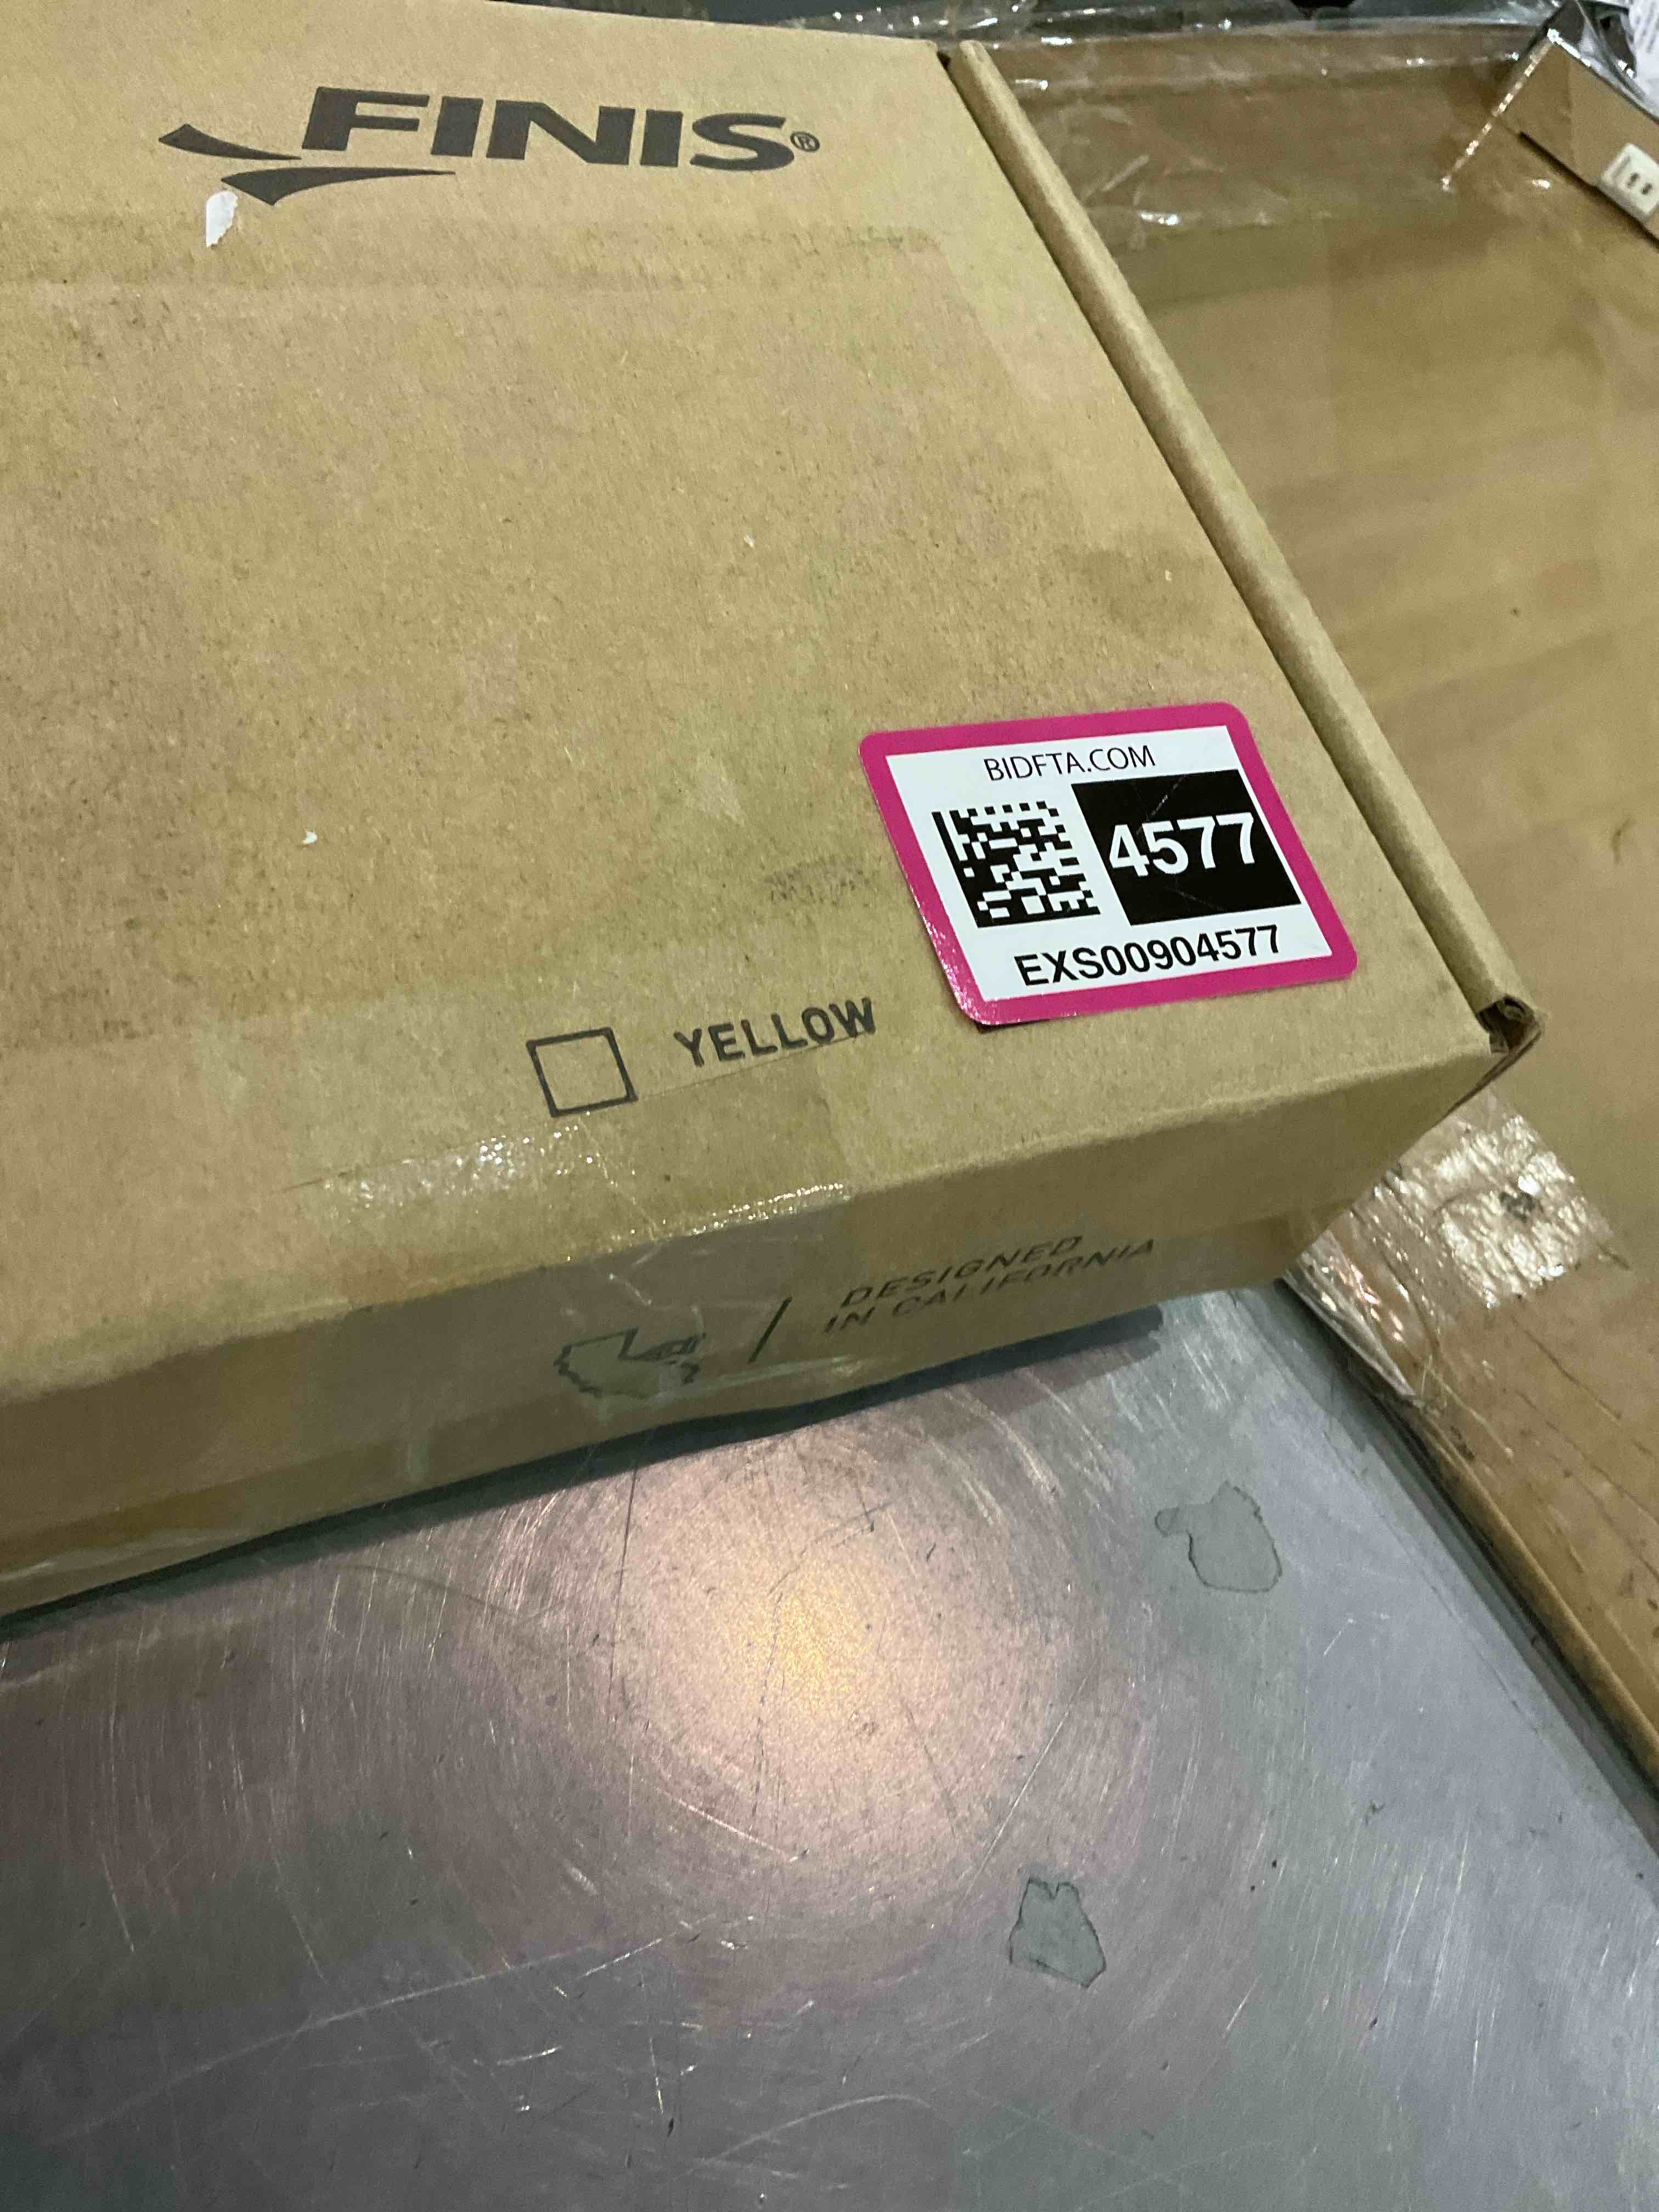 FINIS®
BIDFTA.COM
4577
EXS00904577
YELLOW
DESIGNED
IN CALIFORNIA